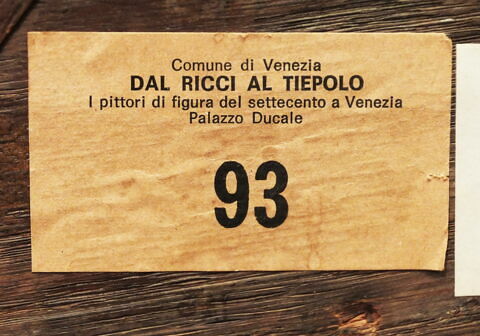 Comune di Venezia
DAL RICCI AL TIEPOLO
I pittori di figura del settecento a Venezia
Palazzo Ducale
93